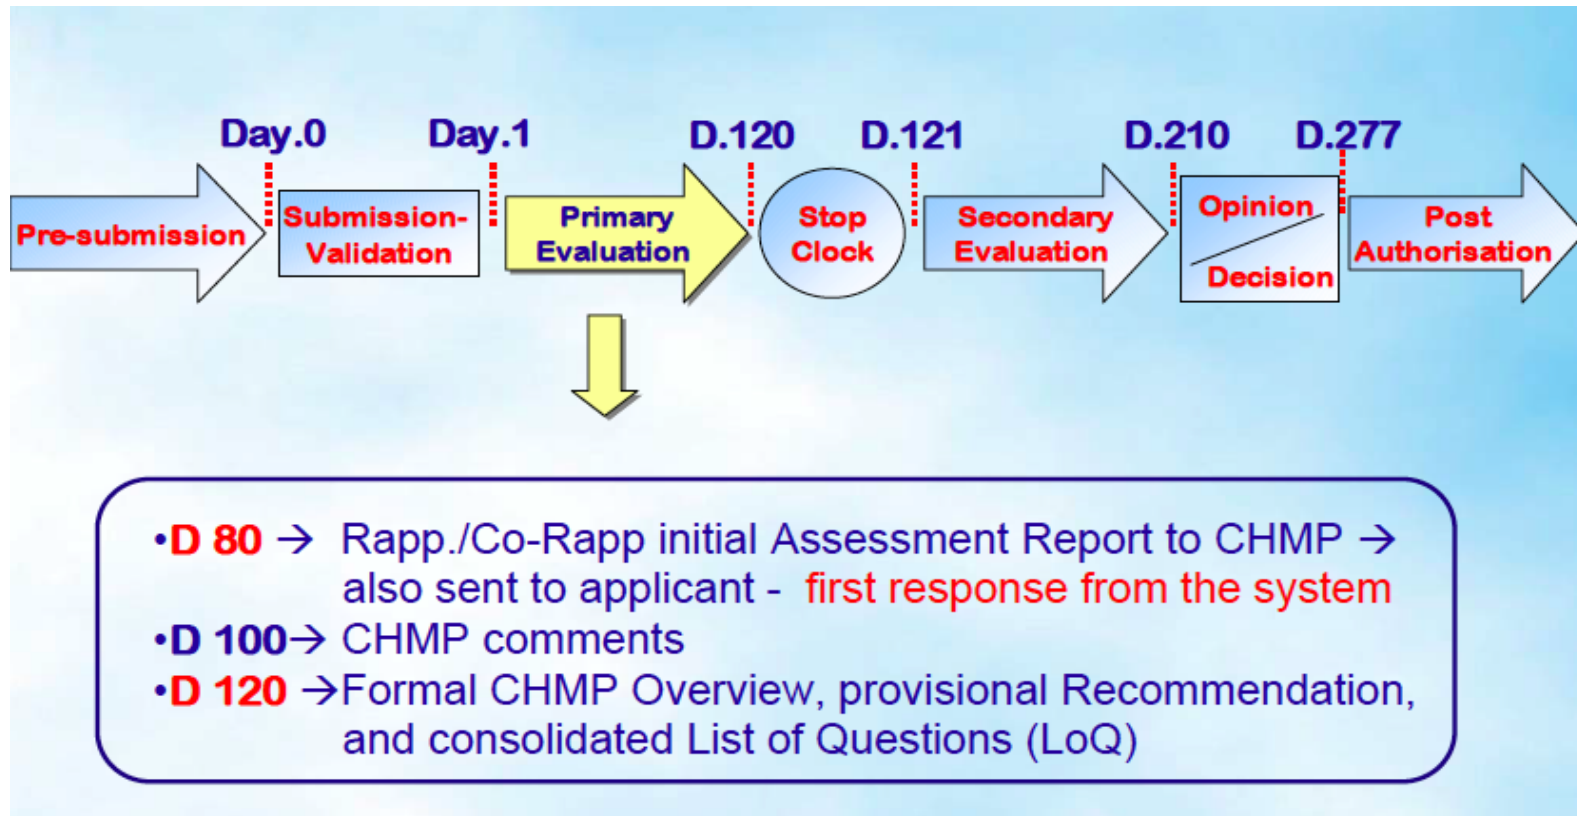 Day.0 Day.1 D.120 D.121 D.210 D.277
Pre-submission
Submission-
Validation
Primary
Evaluation
Stop
Clock
Secondary
Evaluation
Opinion
Decision
Post
Authorisation
•D 80 → Rapp./Co-Rapp initial Assessment Report to CHMP →
also sent to applicant - first response from the system
•D 100→ CHMP comments
•D 120 →Formal CHMP Overview, provisional Recommendation,
and consolidated List of Questions (LoQ)